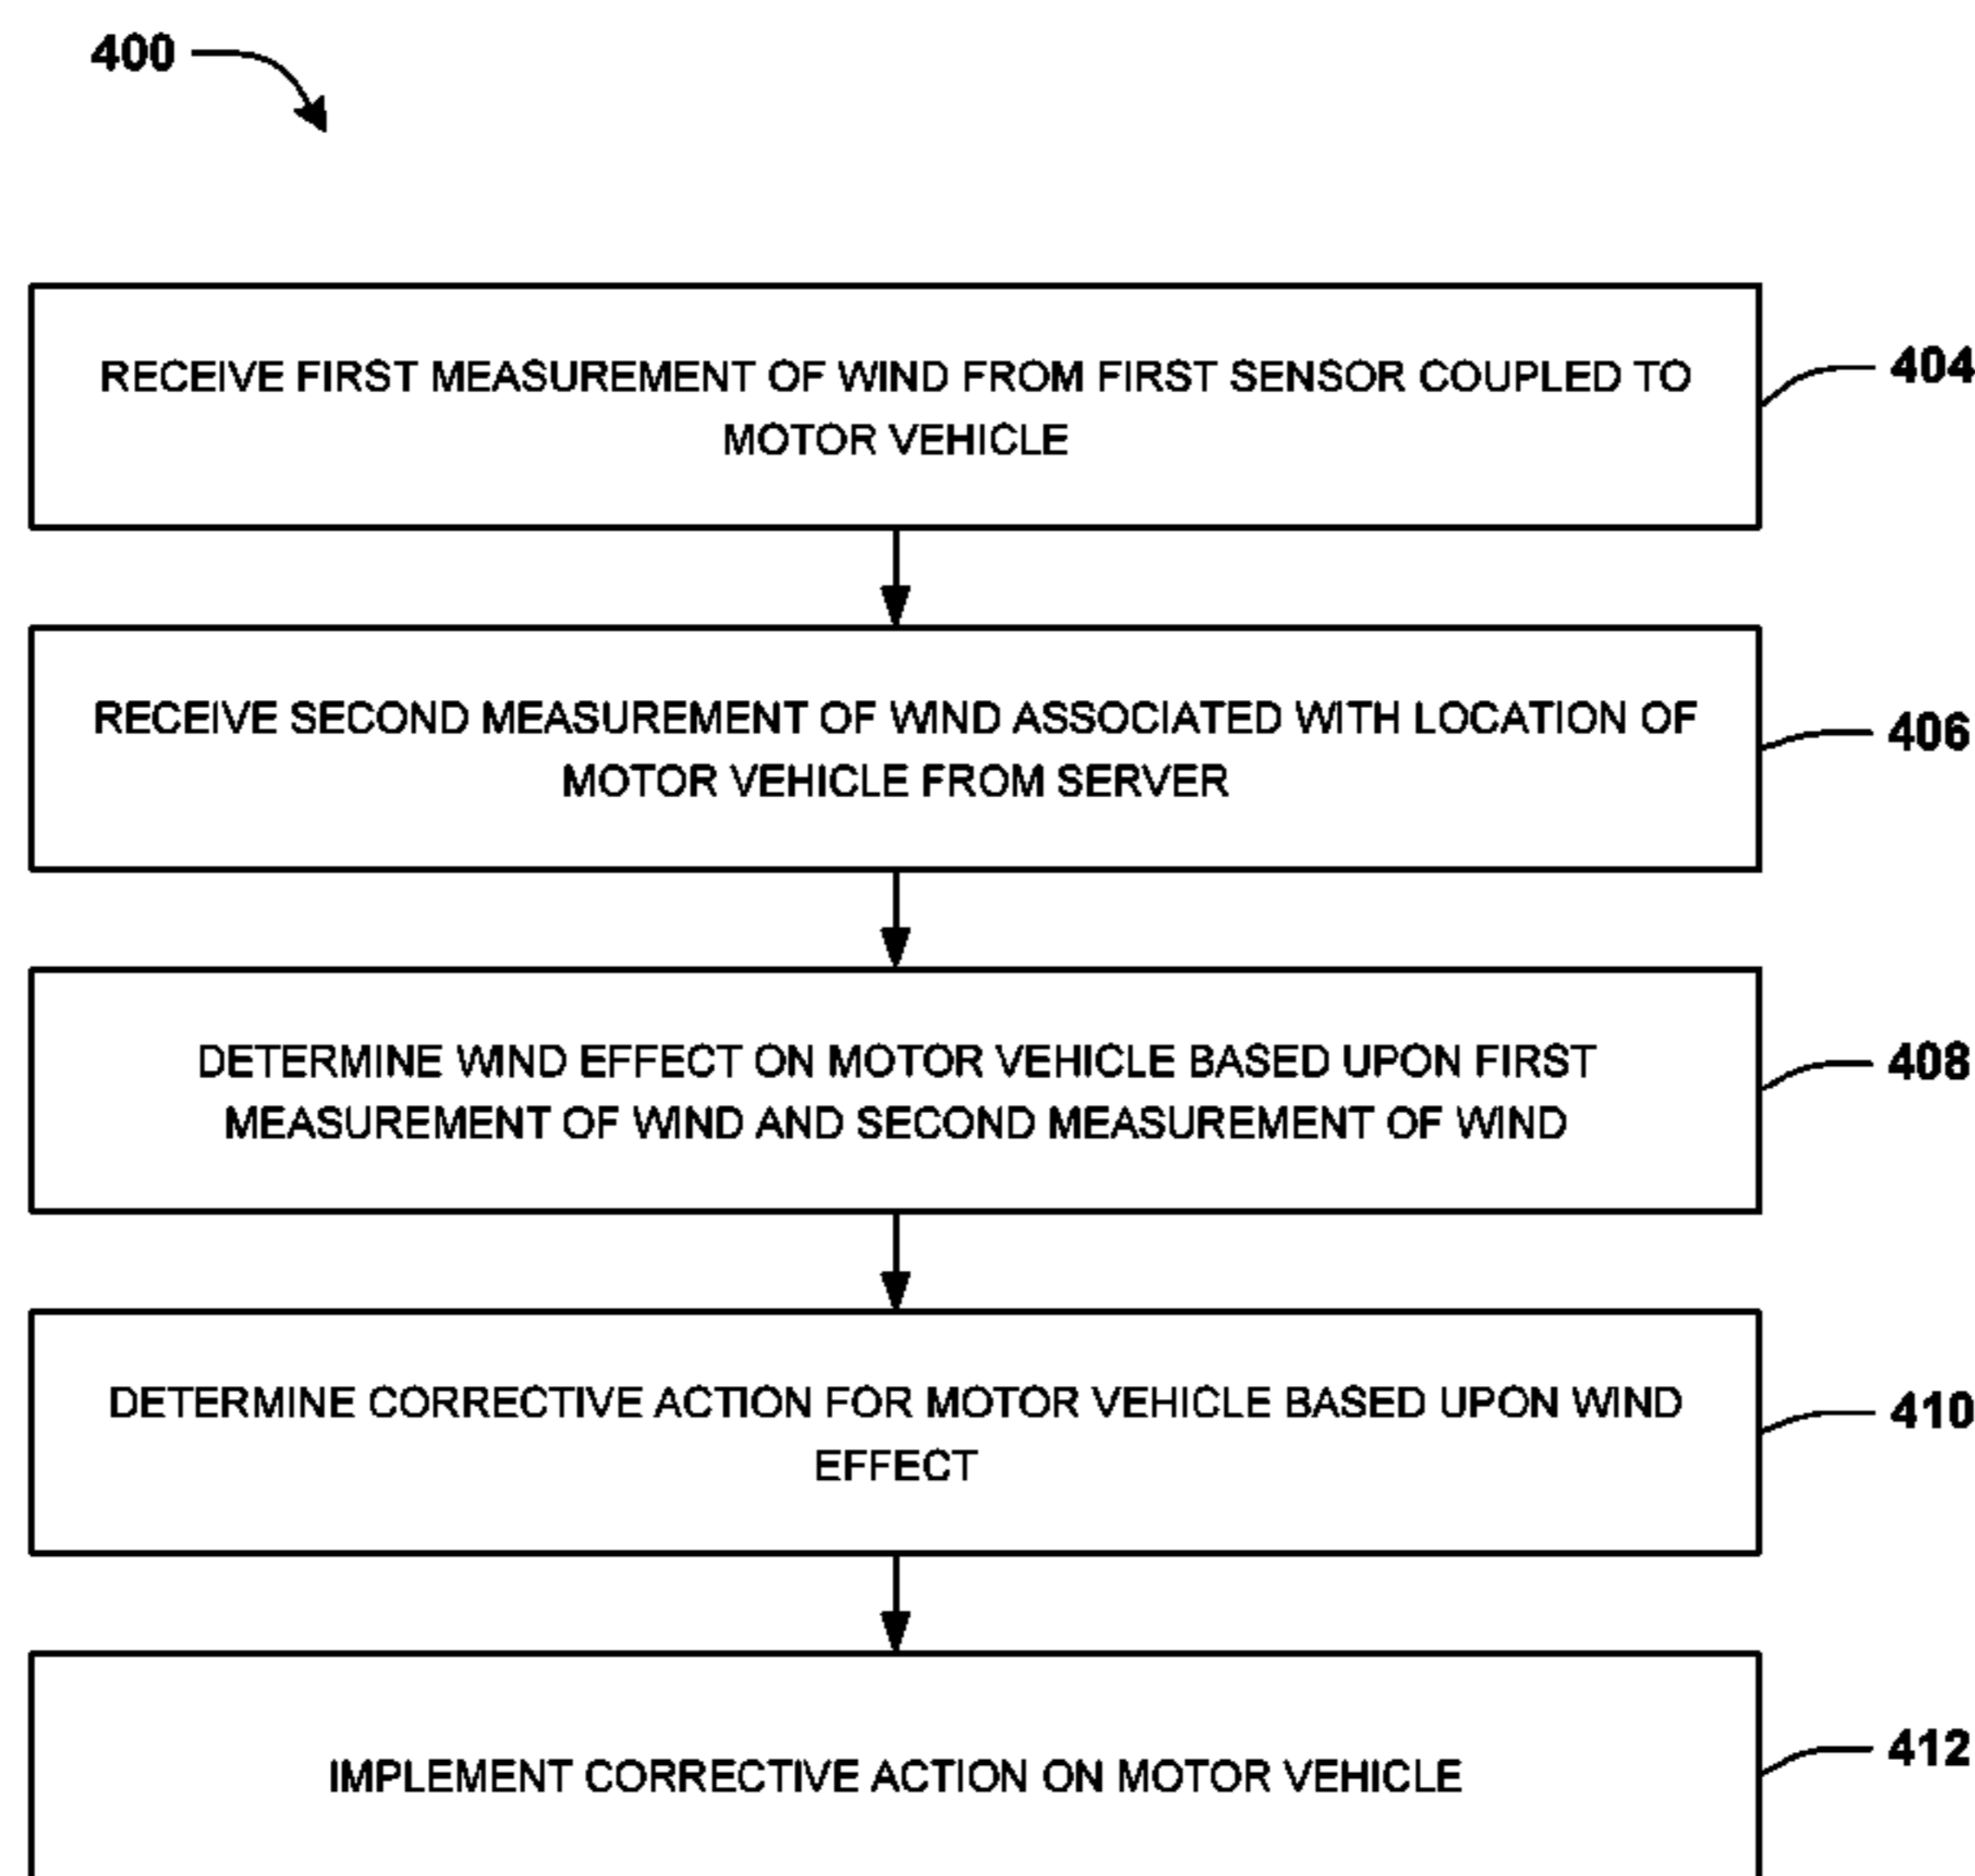 400
RECEIVE FIRST MEASUREMENT OF WIND FROM FIRST SENSOR COUPLED TO
MOTOR VEHICLE
404
RECEIVE SECOND MEASUREMENT OF WIND ASSOCIATED WITH LOCATION OF
MOTOR VEHICLE FROM SERVER
406
DETERMINE WIND EFFECT ON MOTOR VEHICLE BASED UPON FIRST
MEASUREMENT OF WIND AND SECOND MEASUREMENT OF WIND
408
DETERMINE CORRECTIVE ACTION FOR MOTOR VEHICLE BASED UPON WIND
EFFECT
410
IMPLEMENT CORRECTIVE ACTION ON MOTOR VEHICLE
412